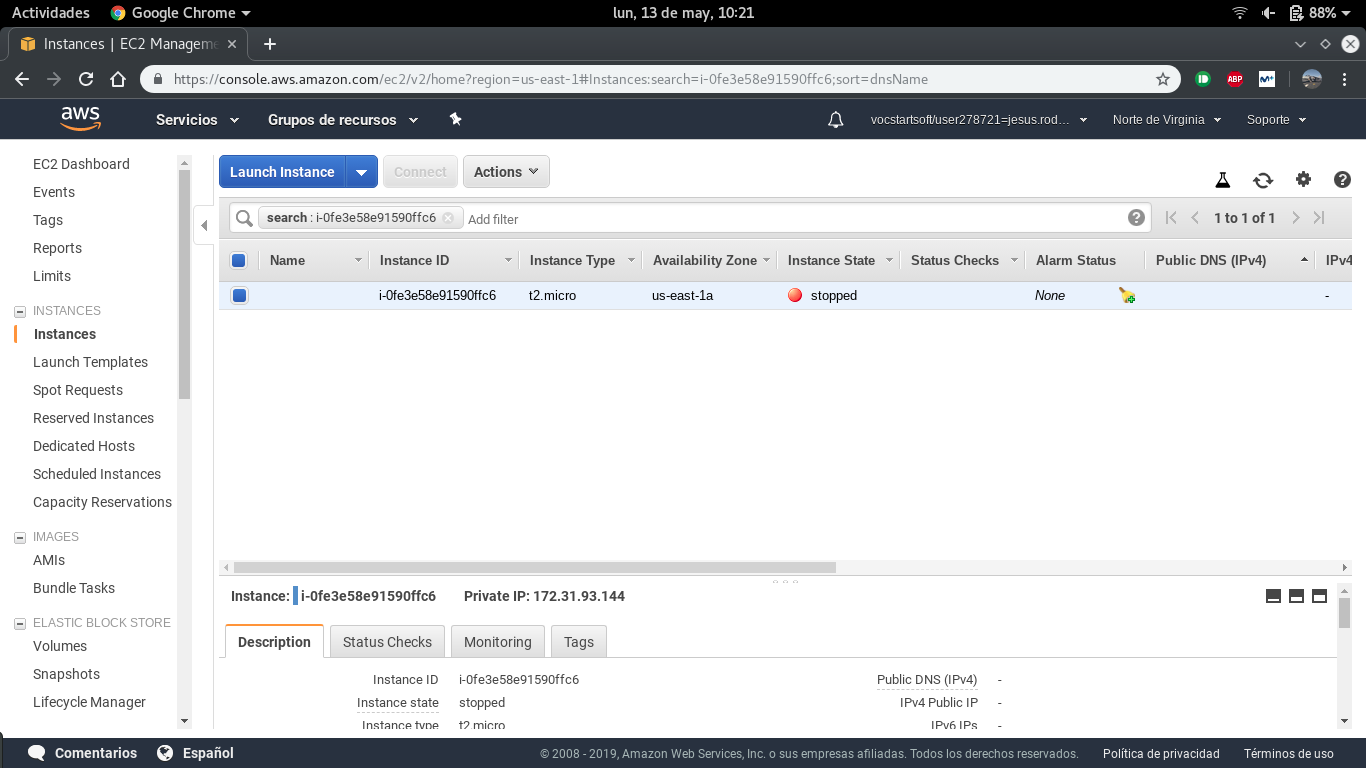 Actividades Google Chrome lun, 13 de may, 10:21 88%
Instances | EC2 Manageme
https://console.aws.amazon.com/ec2/v2/home?region=us-east-1#Instances:search=i-0fe3e58e91590ffc6;sort=dnsName ABP
aws Servicios Grupos de recursos vocstartsoft/user278721=jesus.rod... Norte de Virginia Soporte
EC2 Dashboard
Events
Tags
Reports
Limits
INSTANCES
Instances
Launch Templates
Spot Requests
Reserved Instances
Dedicated Hosts
Scheduled Instances
Capacity Reservations
IMAGES
AMIs
Bundle Tasks
ELASTIC BLOCK STORE
Volumes
Snapshots
Lifecycle Manager
Launch Instance Connect Actions
search : i-0fe3e58e91590ffc6 Add filter 1 to 1 of 1
Name Instance ID Instance Type Availability Zone Instance State Status Checks Alarm Status Public DNS (IPv4) IPv4
i-0fe3e58e91590ffc6 t2.micro us-east-1a stopped None -
Instance: i-0fe3e58e91590ffc6 Private IP: 172.31.93.144
Description Status Checks Monitoring Tags
Instance ID i-0fe3e58e91590ffc6 Public DNS (IPv4) -
Instance state stopped IPv4 Public IP -
Instance type t2.micro IPv6 IPs -
Comentarios Español © 2008 - 2019, Amazon Web Services, Inc. o sus empresas afiliadas. Todos los derechos reservados. Política de privacidad Términos de uso